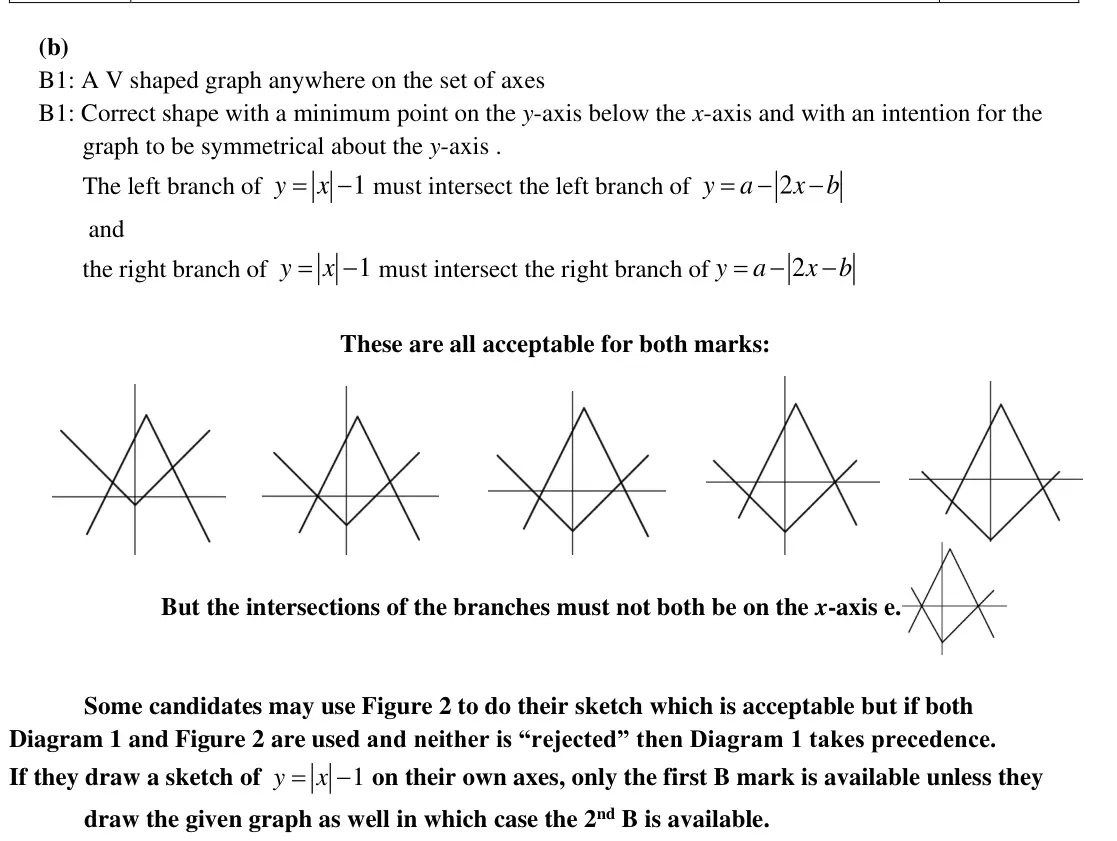 (b)
B1: A V shaped graph anywhere on the set of axes
B1: Correct shape with a minimum point on the y-axis below the x-axis and with an intention for the
graph to be symmetrical about the y-axis .
The left branch of y = |x| −1 must intersect the left branch of y = a − |2x − b|
and
the right branch of y = |x| −1 must intersect the right branch of y = a − |2x − b|
These are all acceptable for both marks:
But the intersections of the branches must not both be on the x-axis e.
Some candidates may use Figure 2 to do their sketch which is acceptable but if both
Diagram 1 and Figure 2 are used and neither is “rejected” then Diagram 1 takes precedence.
If they draw a sketch of y = |x| −1 on their own axes, only the first B mark is available unless they
draw the given graph as well in which case the 2nd B is available.